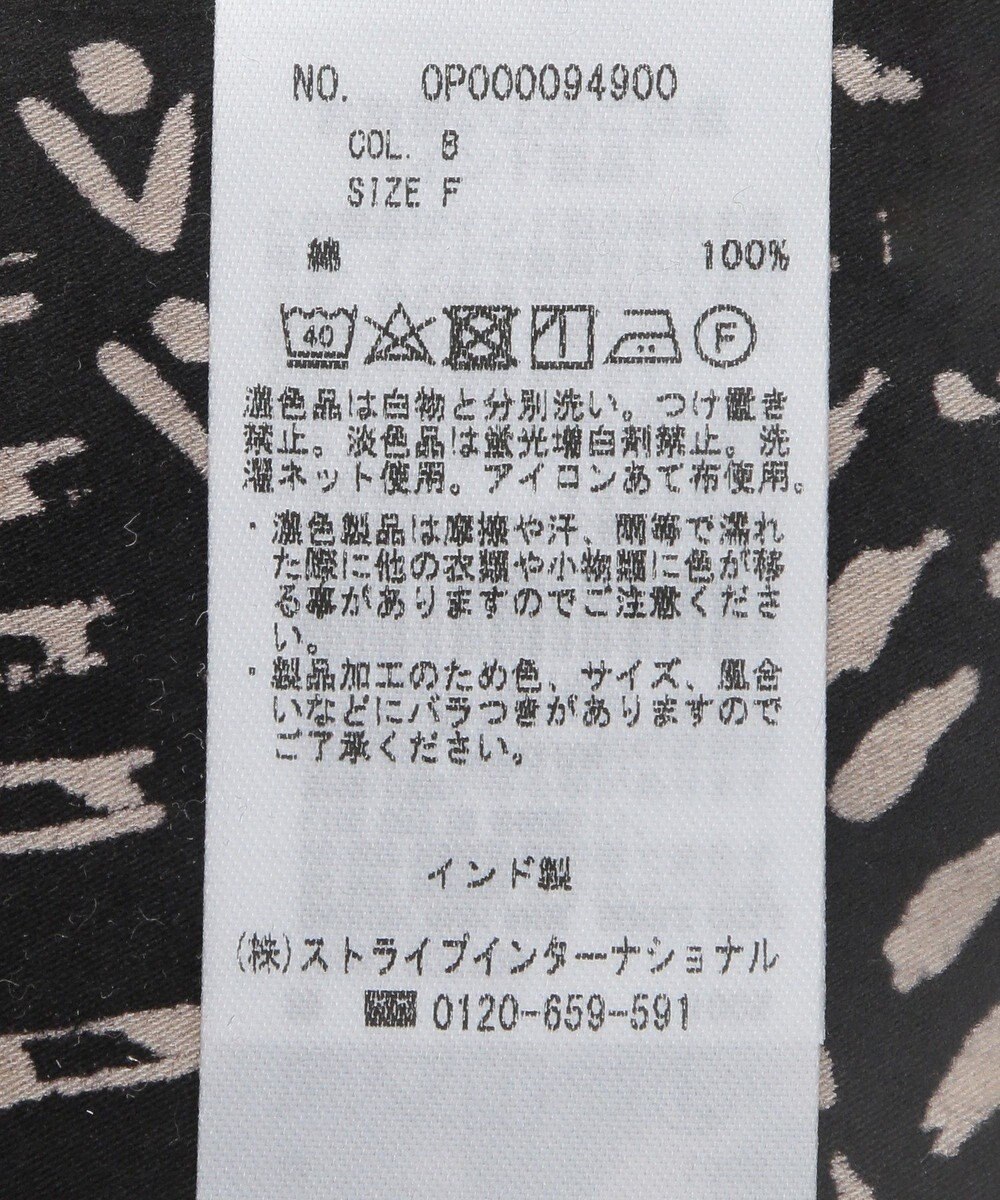 NO. 0P000094900
COL. B
SIZE F
綿 100%
40
F
濃色品は白物と分別洗い。つけ置き
禁止。淡色品は蛍光増白剤禁止。洗
濯ネット使用。アイロンあて布使用。
・濃色製品は摩擦や汗、雨等で濡れ
た際に他の衣類や小物類に色が移
る事がありますのでご注意くださ
い。
・製品加工のため色、サイズ、風合
いなどにバラつきがありますので
ご了承ください。
インド製
(株)ストライプインターナショナル
0120-659-591